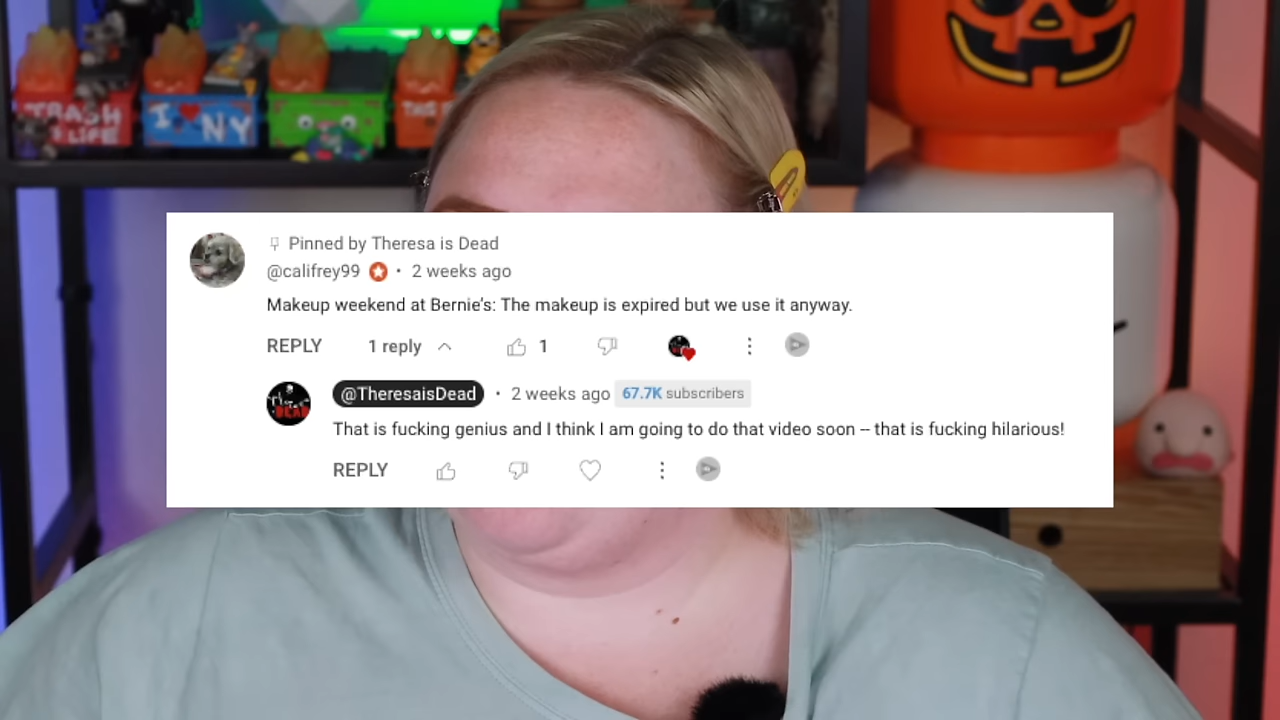 TRASH
I ♥ NY
LIFE
THIS
Pinned by Theresa is Dead
@califrey99 • 2 weeks ago
Makeup weekend at Bernie's: The makeup is expired but we use it anyway.
REPLY 1 reply 1
@TheresaisDead • 2 weeks ago 67.7K subscribers
DEAD
That is fucking genius and I think I am going to do that video soon -- that is fucking hilarious!
REPLY